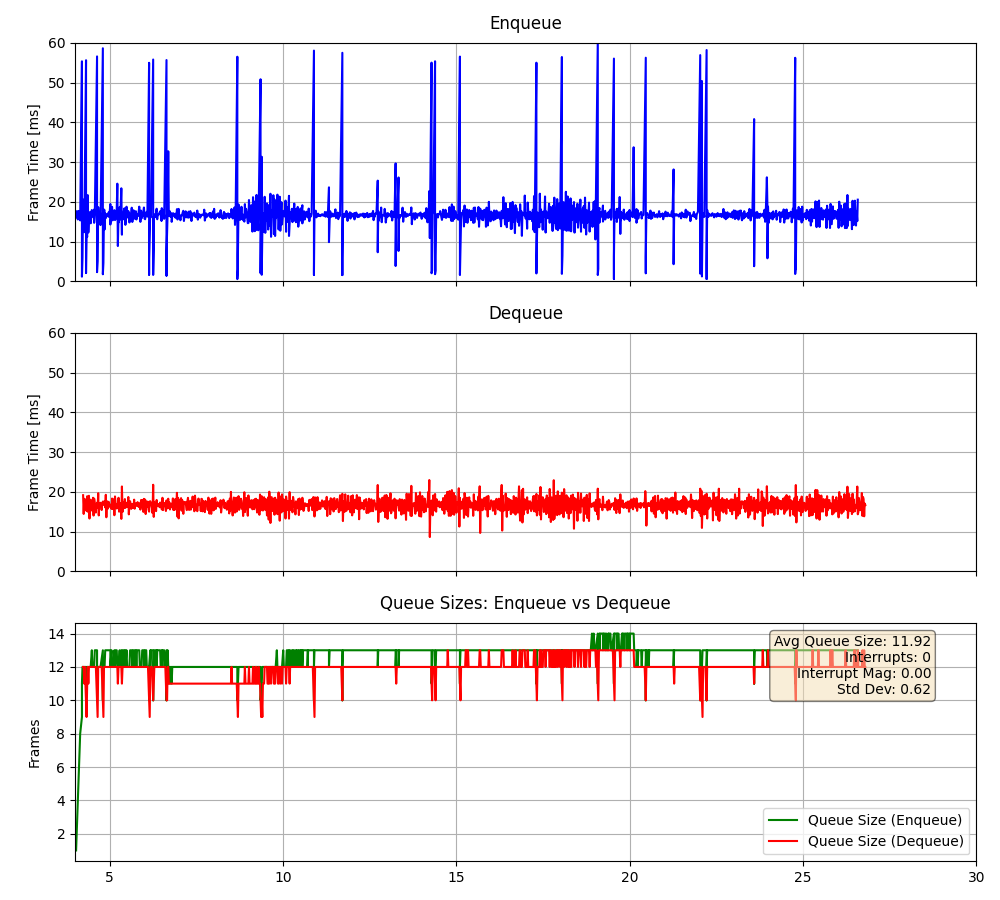 Enqueue
60
50
40
30
20
10
0
Frame Time [ms]
Dequeue
60
50
40
30
20
10
0
Frame Time [ms]
Queue Sizes: Enqueue vs Dequeue
14
12
10
8
6
4
2
Frames
Avg Queue Size: 11.92
Interrupts: 0
Interrupt Mag: 0.00
Std Dev: 0.62
Queue Size (Enqueue)
Queue Size (Dequeue)
5 10 15 20 25 30